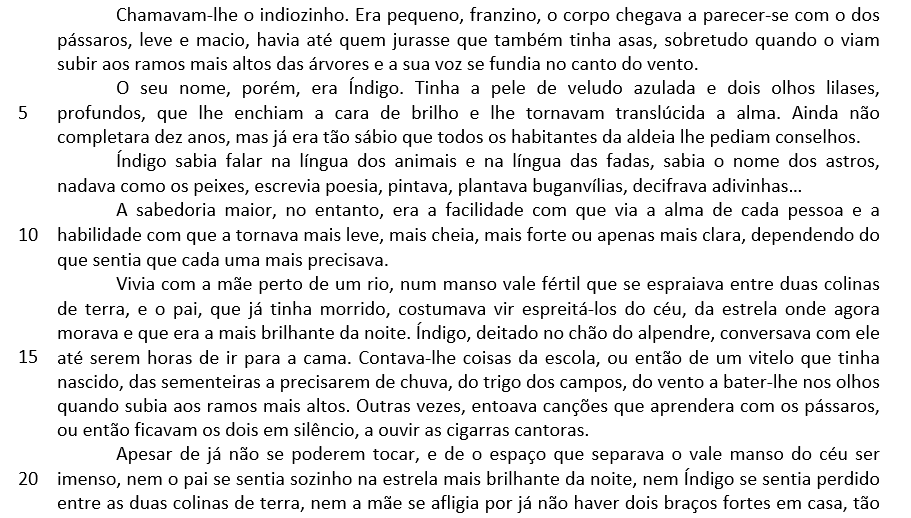 Chamavam-lhe o indiozinho. Era pequeno, franzino, o corpo chegava a parecer-se com o dos
pássaros, leve e macio, havia até quem jurasse que também tinha asas, sobretudo quando o viam
subir aos ramos mais altos das árvores e a sua voz se fundia no canto do vento.
O seu nome, porém, era Índigo. Tinha a pele de veludo azulada e dois olhos lilases,
5 profundos, que lhe enchiam a cara de brilho e lhe tornavam translúcida a alma. Ainda não
completara dez anos, mas já era tão sábio que todos os habitantes da aldeia lhe pediam conselhos.
Índigo sabia falar na língua dos animais e na língua das fadas, sabia o nome dos astros,
nadava como os peixes, escrevia poesia, pintava, plantava buganvílias, decifrava adivinhas...
A sabedoria maior, no entanto, era a facilidade com que via a alma de cada pessoa e a
10 habilidade com que a tornava mais leve, mais cheia, mais forte ou apenas mais clara, dependendo do
que sentia que cada uma mais precisava.
Vivia com a mãe perto de um rio, num manso vale fértil que se espraiava entre duas colinas
de terra, e o pai, que já tinha morrido, costumava vir espreitá-los do céu, da estrela onde agora
morava e que era a mais brilhante da noite. Índigo, deitado no chão do alpendre, conversava com ele
15 até serem horas de ir para a cama. Contava-lhe coisas da escola, ou então de um vitelo que tinha
nascido, das sementeiras a precisarem de chuva, do trigo dos campos, do vento a bater-lhe nos olhos
quando subia aos ramos mais altos. Outras vezes, entoava canções que aprendera com os pássaros,
ou então ficavam os dois em silêncio, a ouvir as cigarras cantoras.
Apesar de já não se poderem tocar, e de o espaço que separava o vale manso do céu ser
20 imenso, nem o pai se sentia sozinho na estrela mais brilhante da noite, nem Índigo se sentia perdido
entre as duas colinas de terra, nem a mãe se afligia por já não haver dois braços fortes em casa, tão